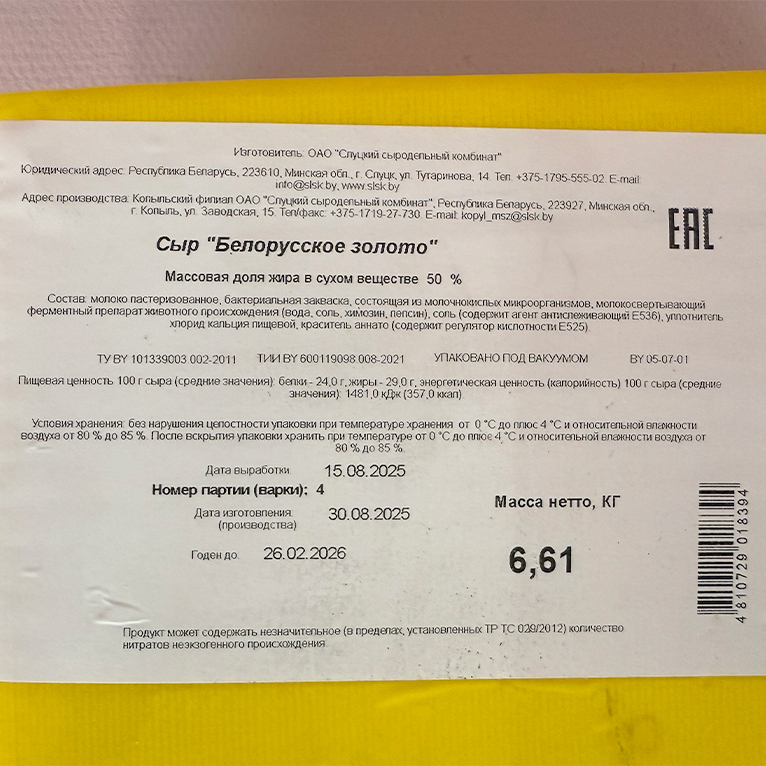 Изготовитель: ОАО "Слуцкий сыродельный комбинат"
Юридический адрес: Республика Беларусь, 223610, Минская обл., г. Слуцк, ул. Тутаринова, 14. Тел. +375-1795-555-02. E-mail:
info@slsk.by, www.slsk.by
Адрес производства: Копыльский филиал ОАО "Слуцкий сыродельный комбинат", Республика Беларусь, 223927, Минская обл.,
г. Копыль, ул. Заводская, 15. Тел/факс: +375-1719-27-730. E-mail: kopyl_msz@slsk.by
EAC
Сыр "Белорусское золото"
Массовая доля жира в сухом веществе 50 %
Состав: молоко пастеризованное, бактериальная закваска, состоящая из молочнокислых микроорганизмов, молокосвертывающий
ферментный препарат животного происхождения (вода, соль, химозин, пепсин), соль (содержит агент антислеживающий Е536), уплотнитель
хлорид кальция пищевой, краситель аннато (содержит регулятор кислотности Е525).
ТУ BY 101339003.002-2011 ТИИ BY 600119098.008-2021 УПАКОВАНО ПОД ВАКУУМОМ BY 05-07-01
Пищевая ценность 100 г сыра (средние значения): белки - 24,0 г, жиры - 29,0 г, энергетическая ценность (калорийность) 100 г сыра (средние
значения): 1481,0 кДж (357,0 ккал).
Условия хранения: без нарушения целостности упаковки при температуре хранения от 0 °С до плюс 4 °С и относительной влажности
воздуха от 80 % до 85 %. После вскрытия упаковки хранить при температуре от 0 °С до плюс 4 °С и относительной влажности воздуха от
80 % до 85 %.
Дата выработки: 15.08.2025
Номер партии (варки): 4
Дата изготовления: 30.08.2025
(производства)
Годен до: 26.02.2026
Масса нетто, КГ
6,61
4 810729 018394
Продукт может содержать незначительное (в пределах, установленных ТР ТС 029/2012) количество
нитратов неэкзогенного происхождения.